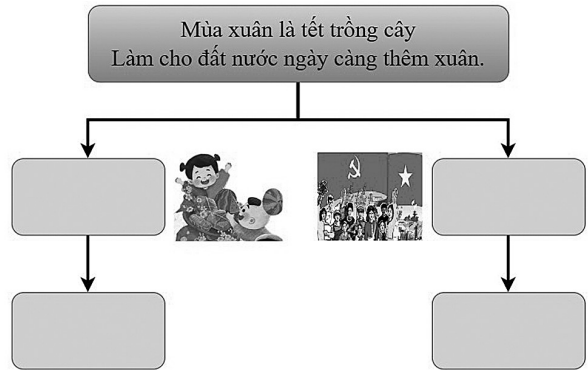 Mùa xuân là tết trồng cây
Làm cho đất nước ngày càng thêm xuân.